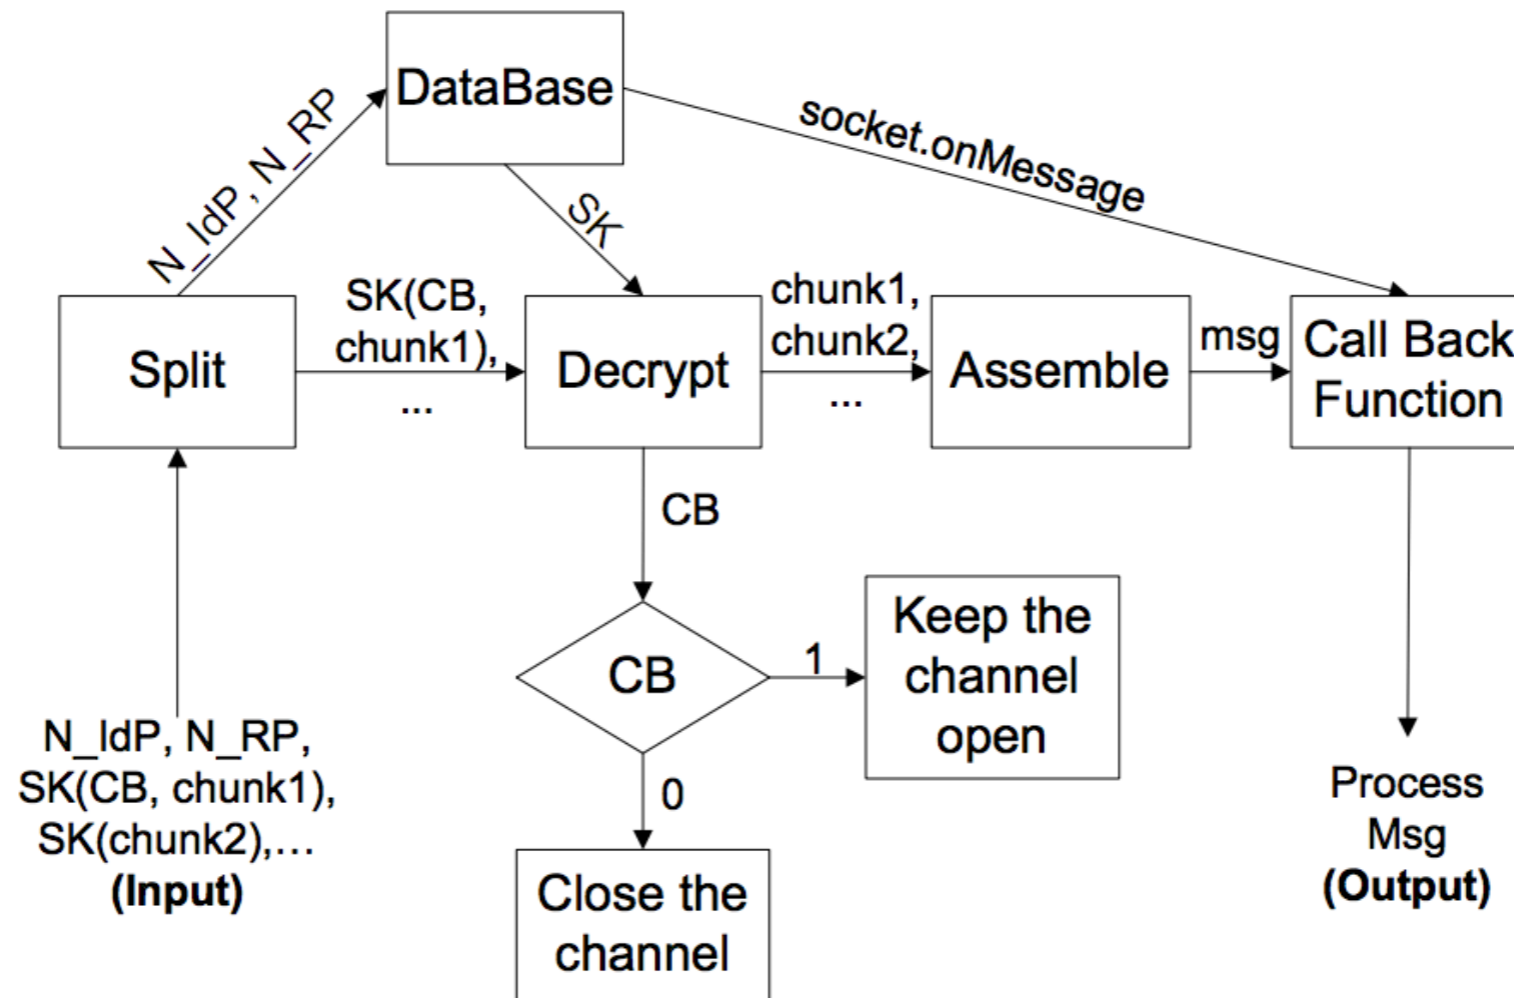 DataBase
N_IdP, N_RP
socket.onMessage
SK
SK(CB,
chunk1),
...
chunk1,
chunk2,
...
msg
Split
Decrypt
Assemble
Call Back
Function
CB
CB
1
Keep the
channel
open
0
Close the
channel
N_IdP, N_RP,
SK(CB, chunk1),
SK(chunk2),...
(Input)
Process
Msg
(Output)